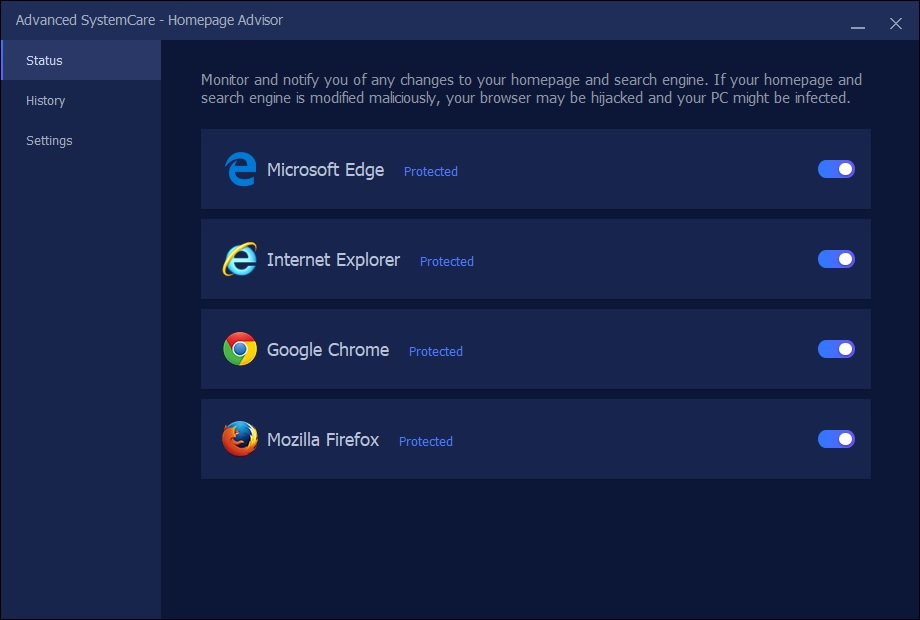 Advanced SystemCare - Homepage Advisor
Status
History
Settings
Monitor and notify you of any changes to your homepage and search engine. If your homepage and
search engine is modified maliciously, your browser may be hijacked and your PC might be infected.
Microsoft Edge Protected
Internet Explorer Protected
Google Chrome Protected
Mozilla Firefox Protected